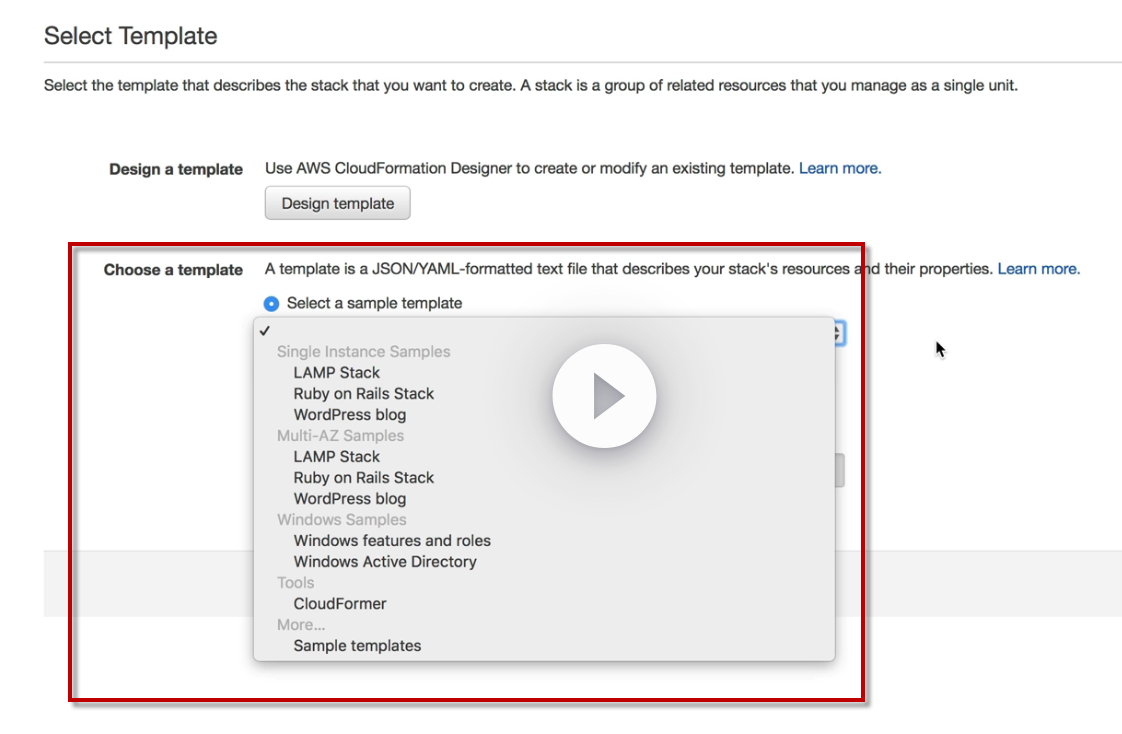 Select Template
Select the template that describes the stack that you want to create. A stack is a group of related resources that you manage as a single unit.
Design a template Use AWS CloudFormation Designer to create or modify an existing template. Learn more.
Design template
Choose a template A template is a JSON/YAML-formatted text file that describes your stack's resources and their properties. Learn more.
Select a sample template
Single Instance Samples
LAMP Stack
Ruby on Rails Stack
WordPress blog
Multi-AZ Samples
LAMP Stack
Ruby on Rails Stack
WordPress blog
Windows Samples
Windows features and roles
Windows Active Directory
Tools
CloudFormer
More...
Sample templates